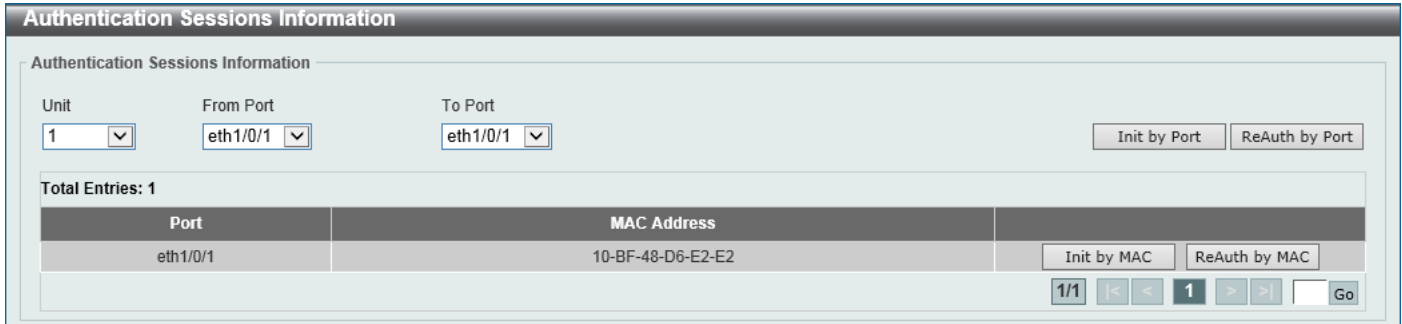 Authentication Sessions Information
Authentication Sessions Information
Unit From Port To Port
1 eth1/0/1 eth1/0/1 Init by Port ReAuth by Port
Total Entries: 1
Port MAC Address
eth1/0/1 10-BF-48-D6-E2-E2 Init by MAC ReAuth by MAC
1/1 |< < 1 > >| Go